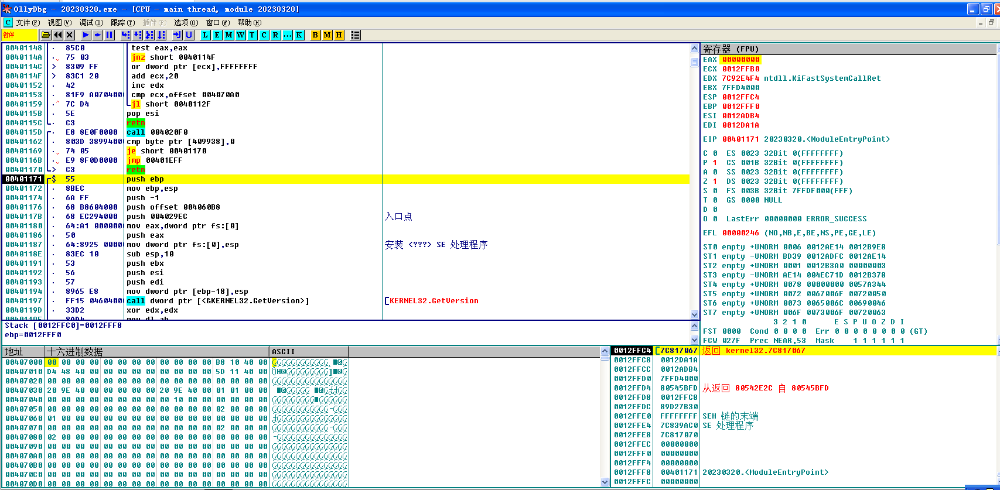 OllyDbg - 20230320.exe - [CPU - main thread, module 20230320]
C 文件(F) 视图(V) 调试(D) 跟踪(T) 插件(P) 选项(O) 窗口(W) 帮助(H)
暂停 L E M W T C R ... K B M H
00401148 · 85C0 test eax,eax
0040114A · 75 03 jnz short 0040114F
0040114C > 8309 FF or dword ptr [ecx],FFFFFFFF
0040114F > 83C1 20 add ecx,20
00401152 · 42 inc edx
00401153 · 81F9 A0704000 cmp ecx,offset 004070A0
00401159 ·^ 7C D4 jl short 0040112F
0040115B · 5E pop esi
0040115C · C3 retn
0040115D · E8 8E0F0000 call 004020F0
00401162 · 803D 38994000 cmp byte ptr [409938],0
00401169 · 74 05 je short 00401170
0040116B · E9 8F0D0000 jmp 00401EFF
00401170 > C3 retn
00401171 $ 55 push ebp
00401172 · 8BEC mov ebp,esp
00401174 · 6A FF push -1
00401176 · 68 B8604000 push offset 004060B8
0040117B · 68 EC294000 push 004029EC 入口点
00401180 · 64:A1 0000000 mov eax,dword ptr fs:[0]
00401186 · 50 push eax
00401187 · 64:8925 00000 mov dword ptr fs:[0],esp 安装 <???> SE 处理程序
0040118E · 83EC 10 sub esp,10
00401191 · 53 push ebx
00401192 · 56 push esi
00401193 · 57 push edi
00401194 · 8965 E8 mov dword ptr [ebp-18],esp
00401197 · FF15 04604000 call dword ptr [<&KERNEL32.GetVersion>] [KERNEL32.GetVersion
0040119D · 33D2 xor edx,edx
Stack [0012FFC0]=0012FFF8
ebp=0012FFF0
寄存器 (FPU)
EAX 00000000
ECX 0012FFB0
EDX 7C92E4F4 ntdll.KiFastSystemCallRet
EBX 7FFD4000
ESP 0012FFC4
EBP 0012FFF0
ESI 0012ADB4
EDI 0012DA1A
EIP 00401171 20230320.<ModuleEntryPoint>
C 0 ES 0023 32Bit 0(FFFFFFFF)
P 1 CS 001B 32Bit 0(FFFFFFFF)
A 0 SS 0023 32Bit 0(FFFFFFFF)
Z 1 DS 0023 32Bit 0(FFFFFFFF)
S 0 FS 003B 32Bit 7FFDF000(FFF)
T 0 GS 0000 NULL
D 0
O 0 LastErr 00000000 ERROR_SUCCESS
EFL 00000246 (NO,NB,E,BE,NS,PE,GE,LE)
ST0 empty +UNORM 0006 0012AE14 0012B9E8
ST1 empty -UNORM BD39 0012ADFC 0012AE14
ST2 empty +UNORM 0001 0012B3A0 00000003
ST3 empty -UNORM AE14 004EC71D 0012B378
ST4 empty +UNORM 0078 00000000 0057A344
ST5 empty +UNORM 0072 0067006F 00720050
ST6 empty +UNORM 0073 0065006C 00690046
ST7 empty +UNORM 006F 0073006F 00720063
3 2 1 0 E S P U O Z D I
FST 0000 Cond 0 0 0 0 Err 0 0 0 0 0 0 0 0 (GT)
FCW 027F Prec NEAR,53 Mask 1 1 1 1 1 1
地址 十六进制数据 ASCII
00407000 00 00 00 00 00 00 00 00 00 00 00 00 B8 10 40 00
00407010 D4 48 40 00 00 00 00 00 00 00 00 00 5D 11 40 00
00407020 00 00 00 00 00 00 00 00 00 00 00 00 00 00 00 00
00407030 20 9E 40 00 00 00 00 00 20 9E 40 00 01 01 00 00
00407040 00 00 00 00 00 00 00 00 00 10 00 00 00 00 00 00
00407050 00 00 00 00 00 00 00 00 00 00 00 00 02 00 00 00
00407060 01 00 00 00 00 00 00 00 00 00 00 00 00 00 00 00
00407070 00 00 00 00 00 00 00 00 00 00 00 00 02 00 00 00
00407080 02 00 00 00 00 00 00 00 00 00 00 00 00 00 00 00
00407090 00 00 00 00 00 00 00 00 00 00 00 00 00 00 00 00
004070A0 00 00 00 00 00 00 00 00 00 00 00 00 00 00 00 00
004070B0 00 00 00 00 00 00 00 00 00 00 00 00 00 00 00 00
004070C0 00 00 00 00 00 00 00 00 00 00 00 00 00 00 00 00
004070D0 00 00 00 00 00 00 00 00 00 00 00 00 00 00 00 00
0012FFC4 [7C817067 返回 kernel32.7C817067
0012FFC8 0012DA1A
0012FFCC 0012ADB4
0012FFD0 7FFD4000
0012FFD4 80545BFD 从返回 80542E2C 自 80545BFD
0012FFD8 0012FFC8
0012FFDC 89D27B30
0012FFE0 FFFFFFFF SEH 链的末端
0012FFE4 7C839AC0 SE 处理程序
0012FFE8 7C817070
0012FFEC 00000000
0012FFF0 00000000
0012FFF4 00000000
0012FFF8 00401171 20230320.<ModuleEntryPoint>
0012FFFC 00000000